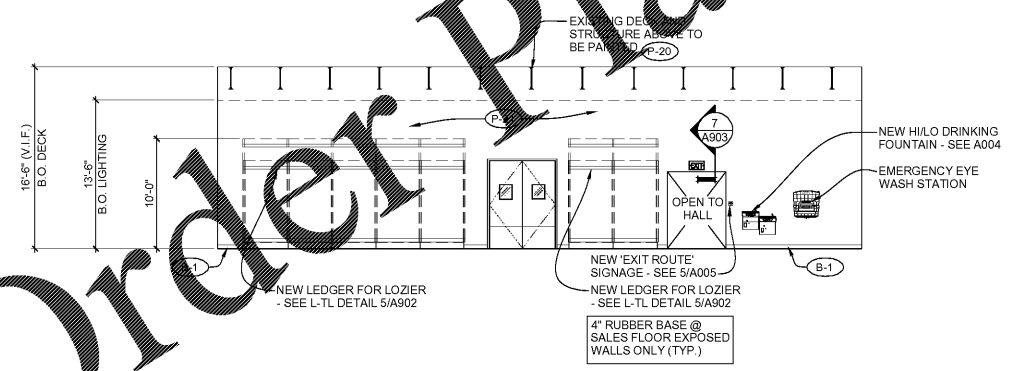 Order Pla
EXISTING DECK AND
STRUCTURE ABOVE TO
BE PAINTED
P-20
16'-6" (V.I.F.)
B.O. DECK
13'-6"
B.O. LIGHTING
10'-0"
7
A903
EXIT
OPEN TO
HALL
NEW HI/LO DRINKING
FOUNTAIN - SEE A004
EMERGENCY EYE
WASH STATION
B-1
B-1
NEW 'EXIT ROUTE'
SIGNAGE - SEE 5/A005
NEW LEDGER FOR LOZIER
- SEE L-TL DETAIL 5/A902
NEW LEDGER FOR LOZIER
- SEE L-TL DETAIL 5/A902
4" RUBBER BASE @
SALES FLOOR EXPOSED
WALLS ONLY (TYP.)